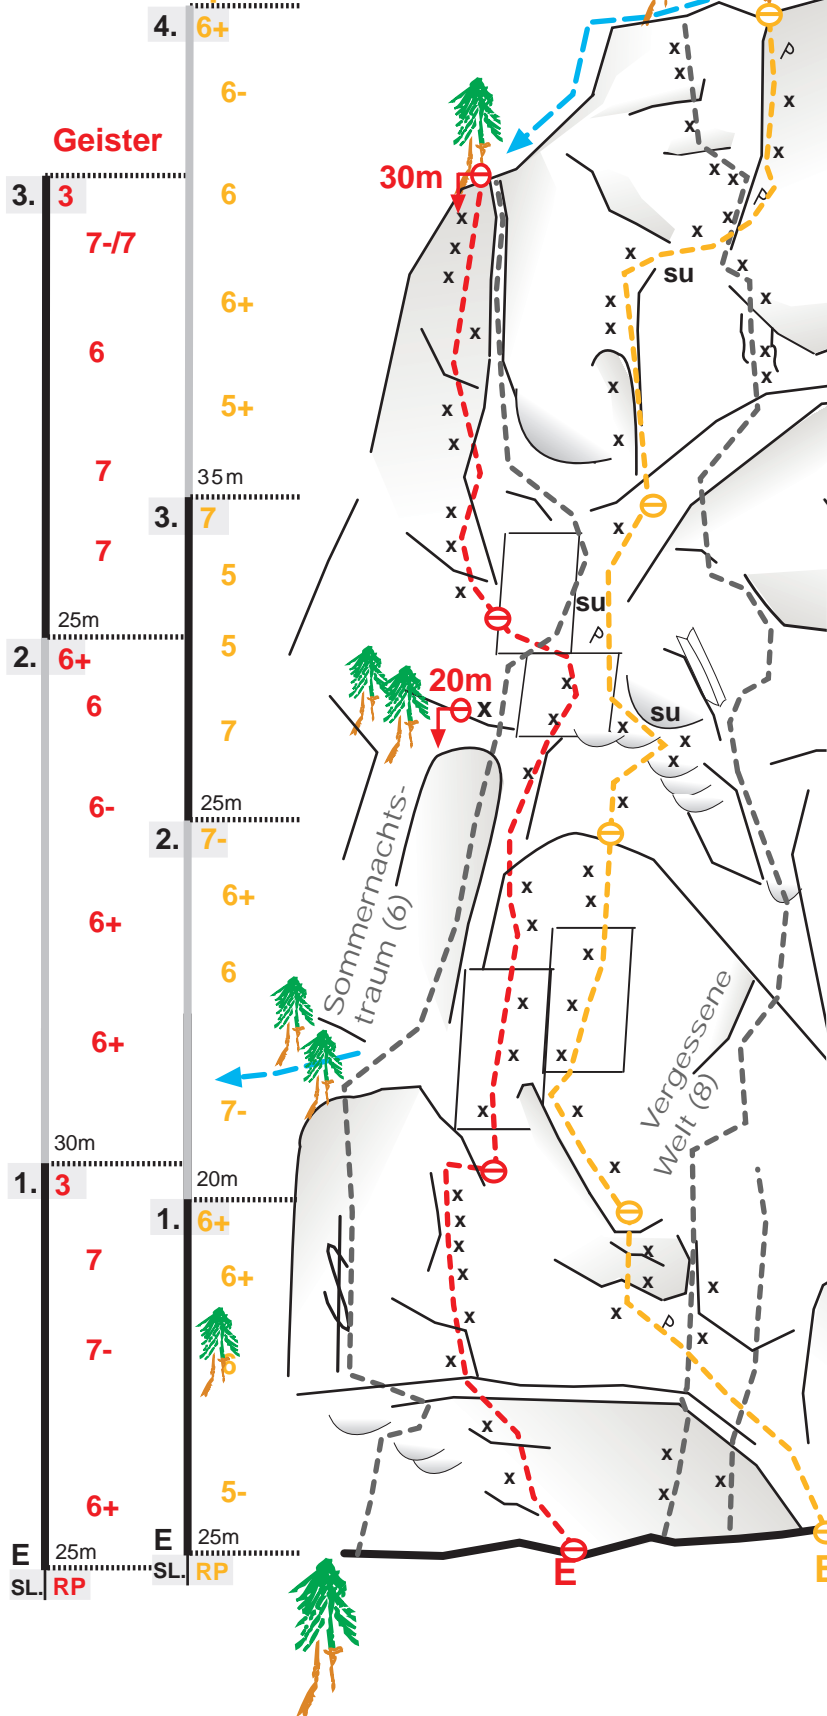 4. 6+
6-
Geister
30m
3. 3
6
7-/7
su
6+
6
5+
7
35m
3. 7
7
5
su
25m
5
2. 6+
20m
6
su
7
6-
25m
2. 7-
Sommernachts-
traum (6)
6+
6+
6
Vergessene
Welt (8)
6+
7-
30m
1. 3
20m
1. 6+
7
6+
7-
6
5-
6+
E 25m
E 25m
SL. RP
SL. RP
E
E